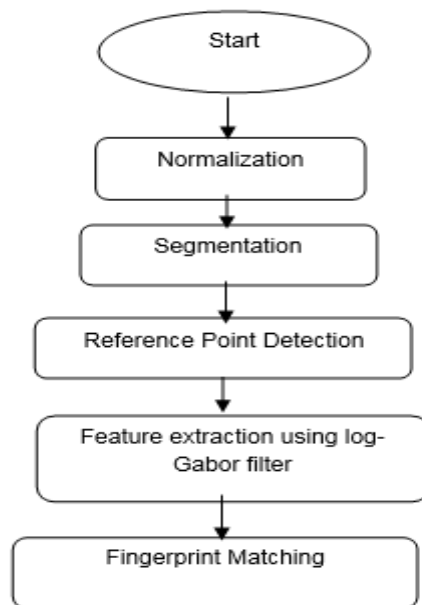 Start
Normalization
Segmentation
Reference Point Detection
Feature extraction using log-
Gabor filter
Fingerprint Matching